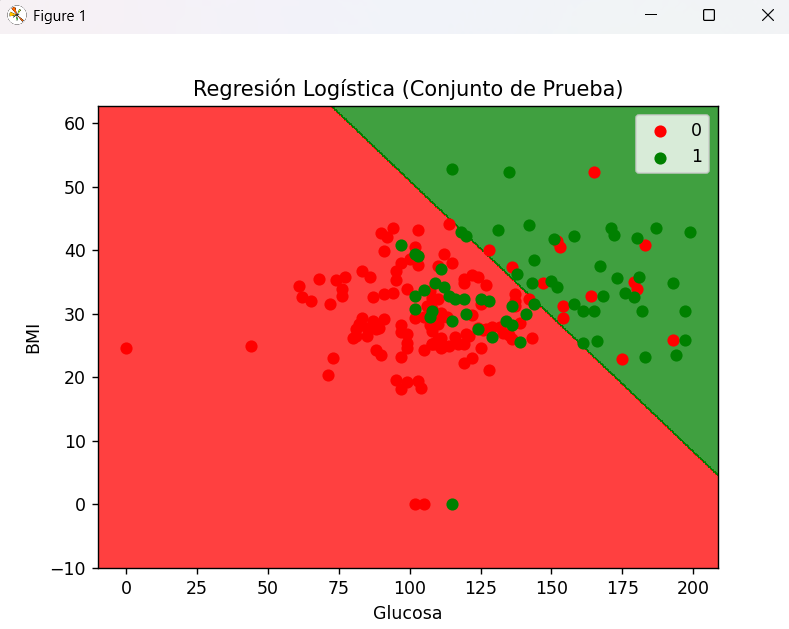 Figure 1
Regresión Logística (Conjunto de Prueba)
0
1
60
50
40
30
20
10
0
−10
BMI
0 25 50 75 100 125 150 175 200
Glucosa